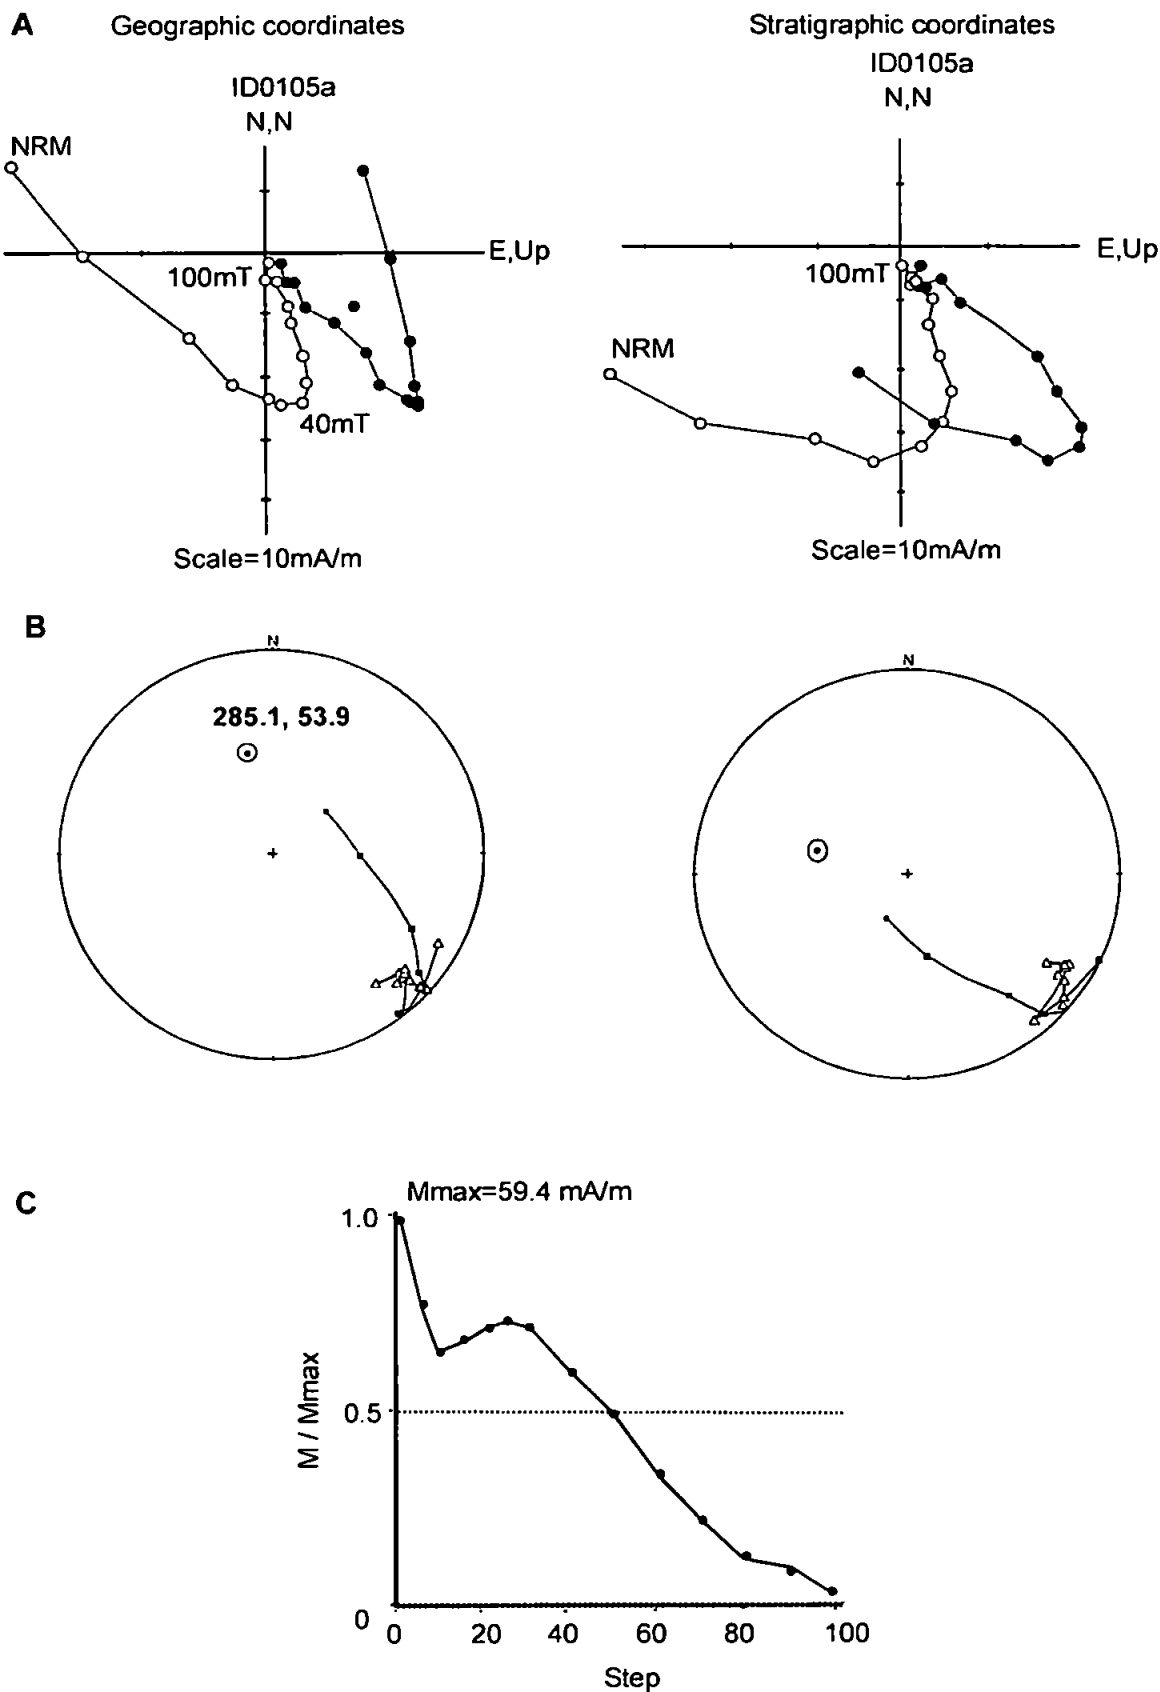 A
Geographic coordinates
Stratigraphic coordinates
ID0105a
N,N
ID0105a
N,N
NRM
E,Up
100mT
40mT
Scale=10mA/m
E,Up
100mT
NRM
Scale=10mA/m
B
N
285.1, 53.9
N
C
Mmax=59.4 mA/m
1.0
0.5
0
M / Mmax
0 20 40 60 80 100
Step